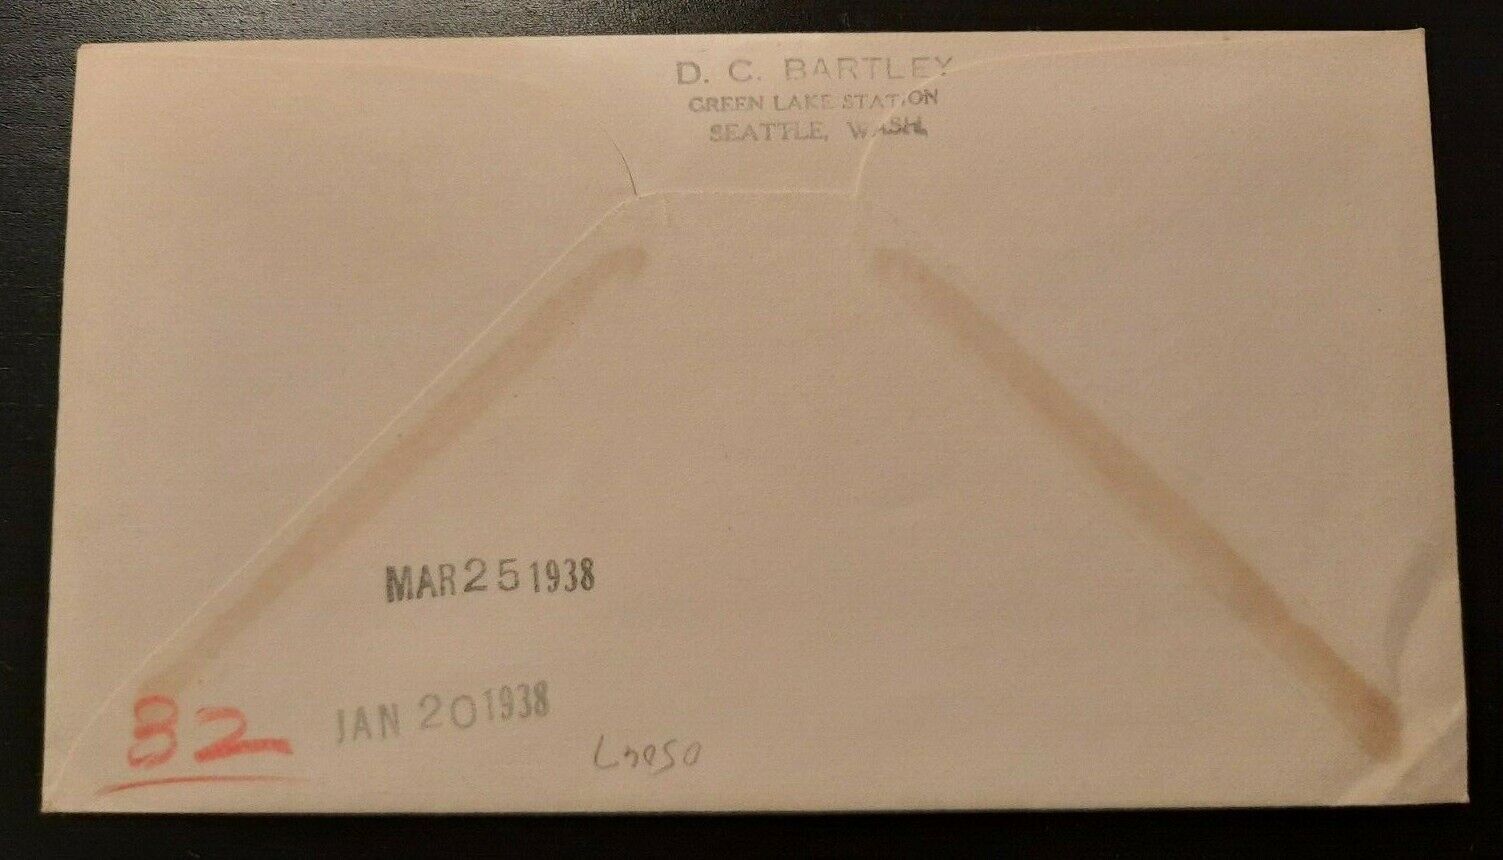 D. C. BARTLEY
GREEN LAKE STATION
SEATTLE, WASH.
MAR 25 1938
JAN 20 1938
82